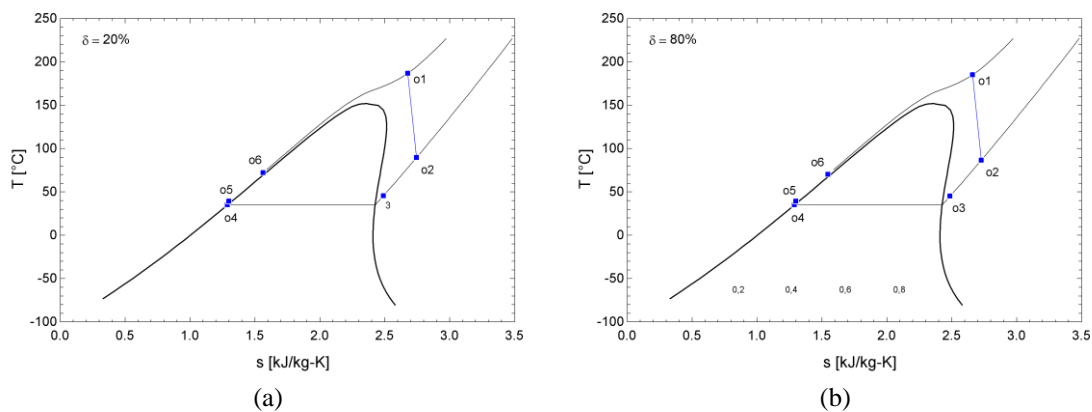 250
δ = 20%
200
o1
150
100
o6
o2
T [°C]
50
o5
o4
3
0
-50
-100
0.0 0.5 1.0 1.5 2.0 2.5 3.0 3.5
s [kJ/kg-K]
(a)
250
δ = 80%
200
o1
150
100
o6
o2
T [°C]
50
o5
o3
o4
0
-50
0,2 0,4 0,6 0,8
-100
0.0 0.5 1.0 1.5 2.0 2.5 3.0 3.5
s [kJ/kg-K]
(b)